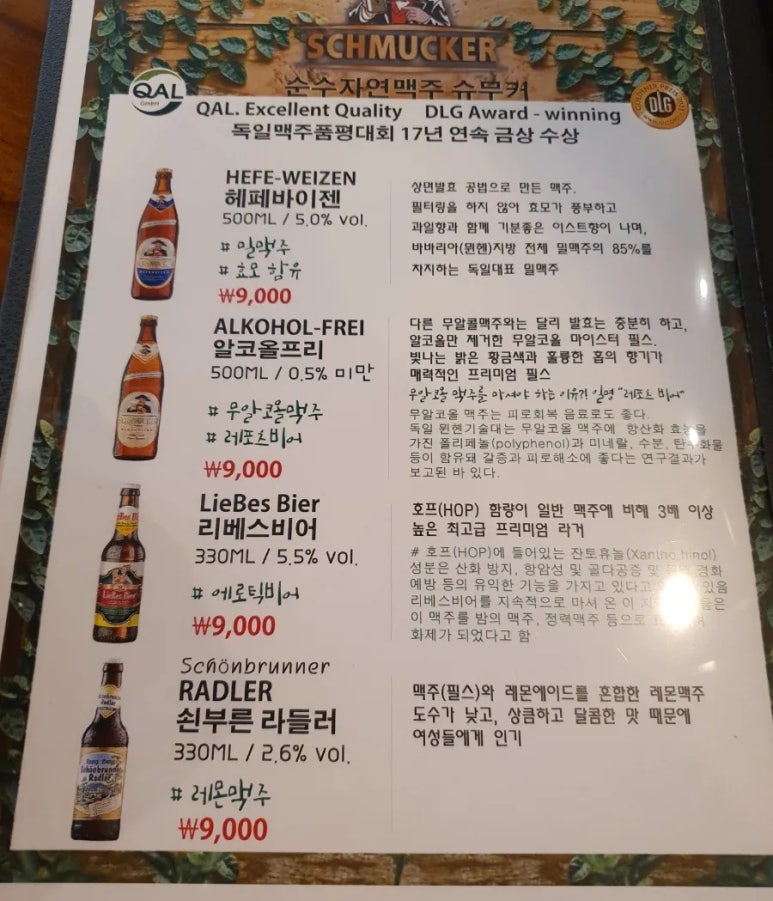 SCHMUCKER
순수자연맥주 슈무커
QAL
GmbH
DLG
QAL. Excellent Quality DLG Award - winning
독일맥주품평대회 17년 연속 금상 수상
HEFE-WEIZEN
헤페바이젠
500ML / 5.0% vol.
# 밀맥주
# 효모 함유
₩9,000
상면발효 공법으로 만든 맥주.
필터링을 하지 않어 효모가 풍부하고
과일향과 함께 기분좋은 이스트향이 나며,
바바리아(뮌헨)지방 전체 밀맥주의 85%를
차지하는 독일대표 밀맥주
ALKOHOL-FREI
알코올프리
500ML / 0.5% 미만
# 무알코올맥주
# 레포츠비어
₩9,000
다른 무알콜맥주와는 달리 발효는 충분히 하고,
알코올만 제거한 무알코올 마이스터 필스.
빛나는 밝은 황금색과 훌륭한 홉의 향기가
매력적인 프리미엄 필스
무알코올 맥주를 마셔야 하는 이유?! 일명 "레포츠 비어"
무알코올 맥주는 피로회복 음료로도 좋다.
독일 뮌헨기술대는 무알코올 맥주에 항산화 효능을
가진 폴리페놀(polyphenol)과 미네랄, 수분, 탄수화물
등이 함유돼 갈증과 피로해소에 좋다는 연구결과가
보고된 바 있다.
LieBes Bier
리베스비어
330ML / 5.5% vol.
# 에로틱비어
₩9,000
호프(HOP) 함량이 일반 맥주에 비해 3배 이상
높은 최고급 프리미엄 라거
# 호프(HOP)에 들어있는 잔토휴놀
성분은 산화 방지, 항암성 및 골다공증 및 경화
예방 등의 유익한 기능을 가지고 있다고 있음
리베스비어를 지속적으로 마셔 온 이
이 맥주를 밤의 맥주, 정력맥주 등으로
화제가 되었다고 함
LieBes Bier
Schönbrunner
RADLER
쇤부른 라들러
330ML / 2.6% vol.
# 레몬맥주
₩9,000
맥주(필스)와 레몬에이드를 혼합한 레몬맥주
도수가 낮고, 상큼하고 달콤한 맛 때문에
여성들에게 인기
Schönbrunner
Radler